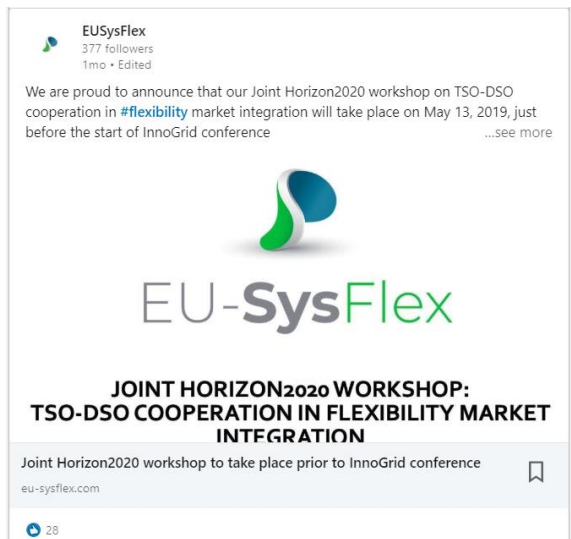 EUSysFlex
377 followers
1mo • Edited
We are proud to announce that our Joint Horizon2020 workshop on TSO-DSO
cooperation in #flexibility market integration will take place on May 13, 2019, just
before the start of InnoGrid conference ...see more
EU-SysFlex
JOINT HORIZON2020 WORKSHOP:
TSO-DSO COOPERATION IN FLEXIBILITY MARKET
INTEGRATION
Joint Horizon2020 workshop to take place prior to InnoGrid conference
eu-sysflex.com
28